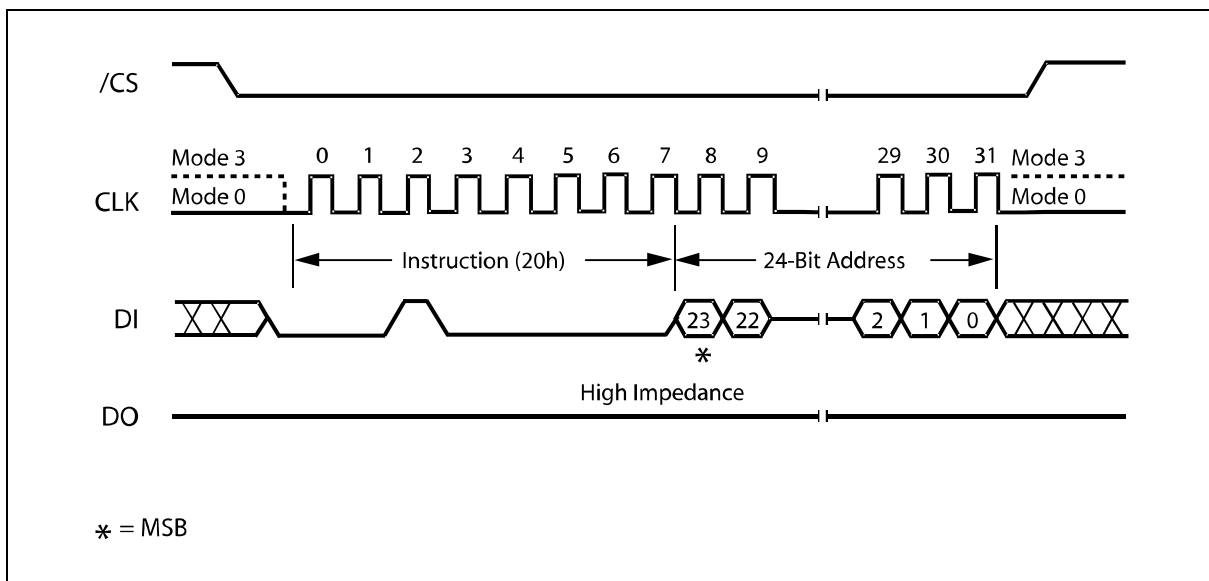 /CS
Mode 3
0 1 2 3 4 5 6 7 8 9 29 30 31
Mode 3
CLK
Mode 0
Mode 0
Instruction (20h)
24-Bit Address
DI
23 22 2 1 0
*
High Impedance
DO
* = MSB